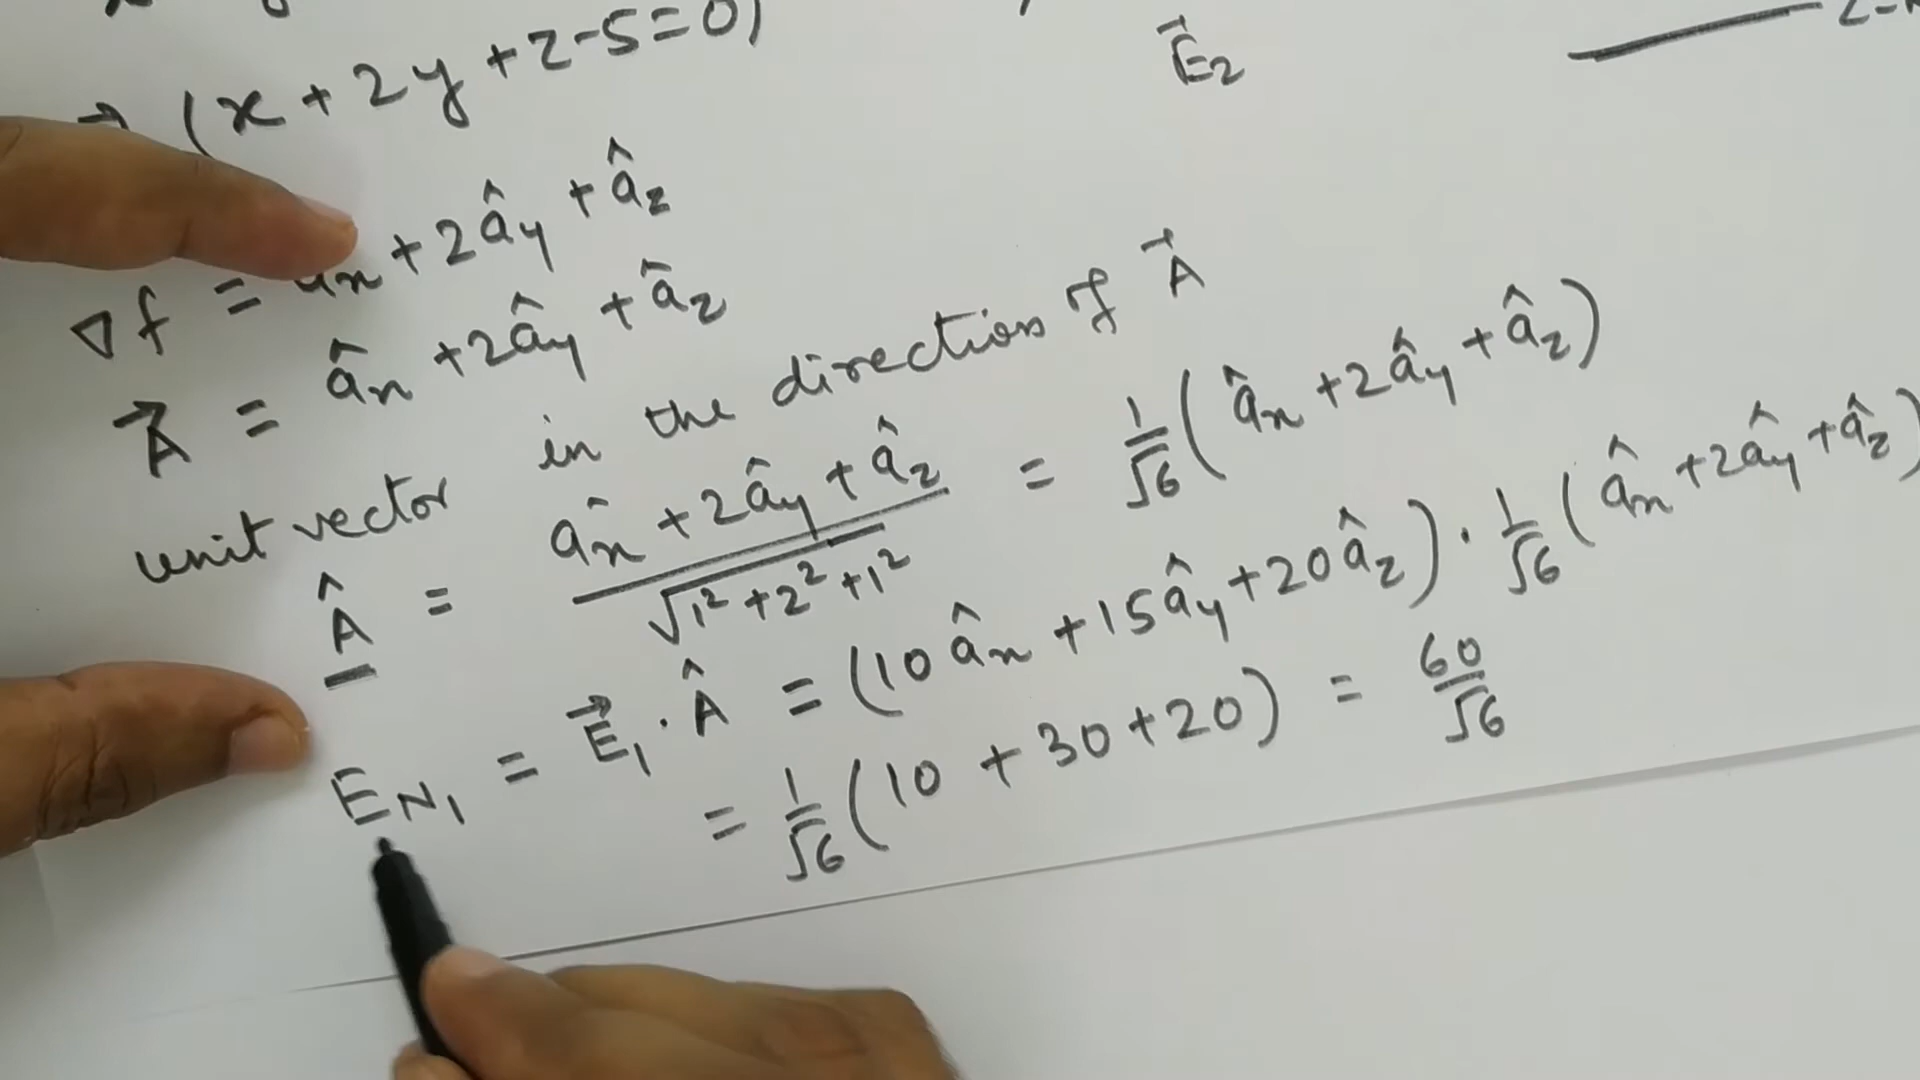 (x + 2y + z - 5 = 0)
E⃗2
∇f = âx + 2ây + âz
A⃗ = âx + 2ây + âz
unit vector in the direction of A⃗
Â = (âx + 2ây + âz) / √(1² + 2² + 1²) = 1/√6 (âx + 2ây + âz)
EN1 = E⃗1 · Â = (10âx + 15ây + 20âz) · 1/√6 (âx + 2ây + âz)
= 1/√6 (10 + 30 + 20) = 60/√6